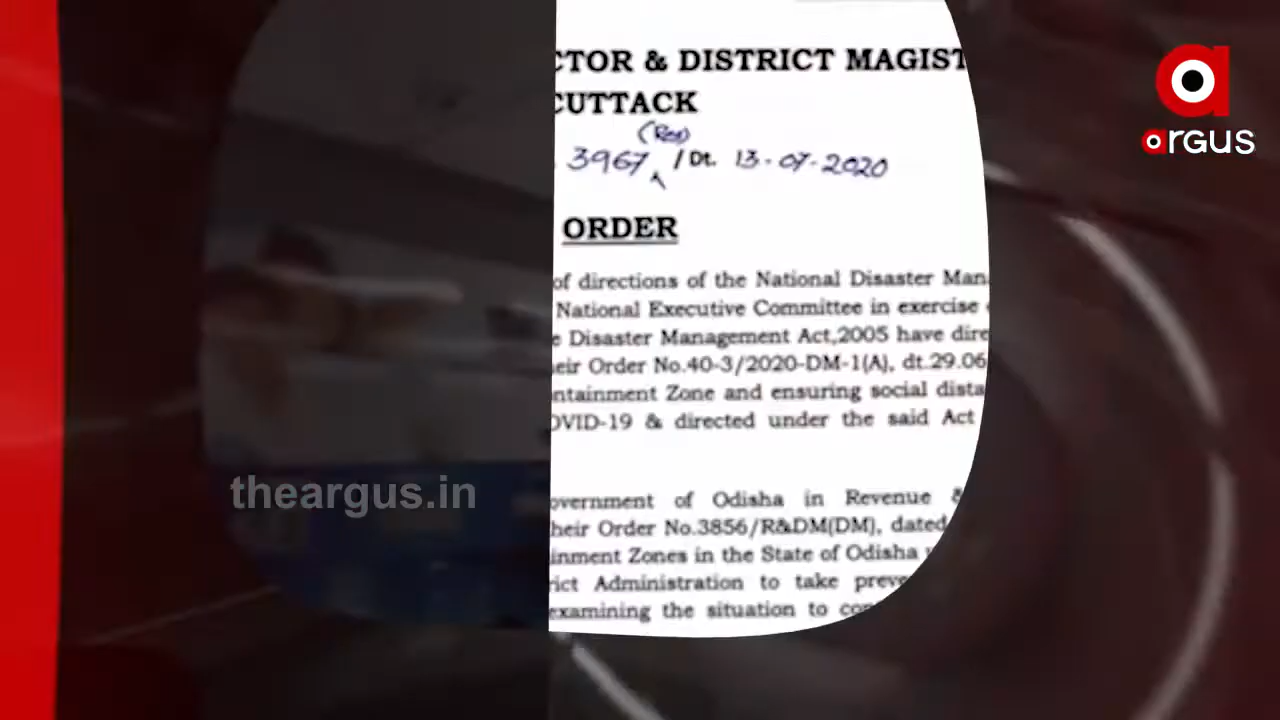 CTOR & DISTRICT MAGIST
CUTTACK
(Res)
3967 / Dt. 13-07-2020
ORDER
of directions of the National Disaster Man
National Executive Committee in exercise
e Disaster Management Act,2005 have dire
heir Order No.40-3/2020-DM-1(A), dt.29.06
ntainment Zone and ensuring social dista
OVID-19 & directed under the said Act
overnment of Odisha in Revenue &
heir Order No.3856/R&DM(DM), dated
inment Zones in the State of Odisha
rict Administration to take preve
examining the situation to con
argus
theargus.in